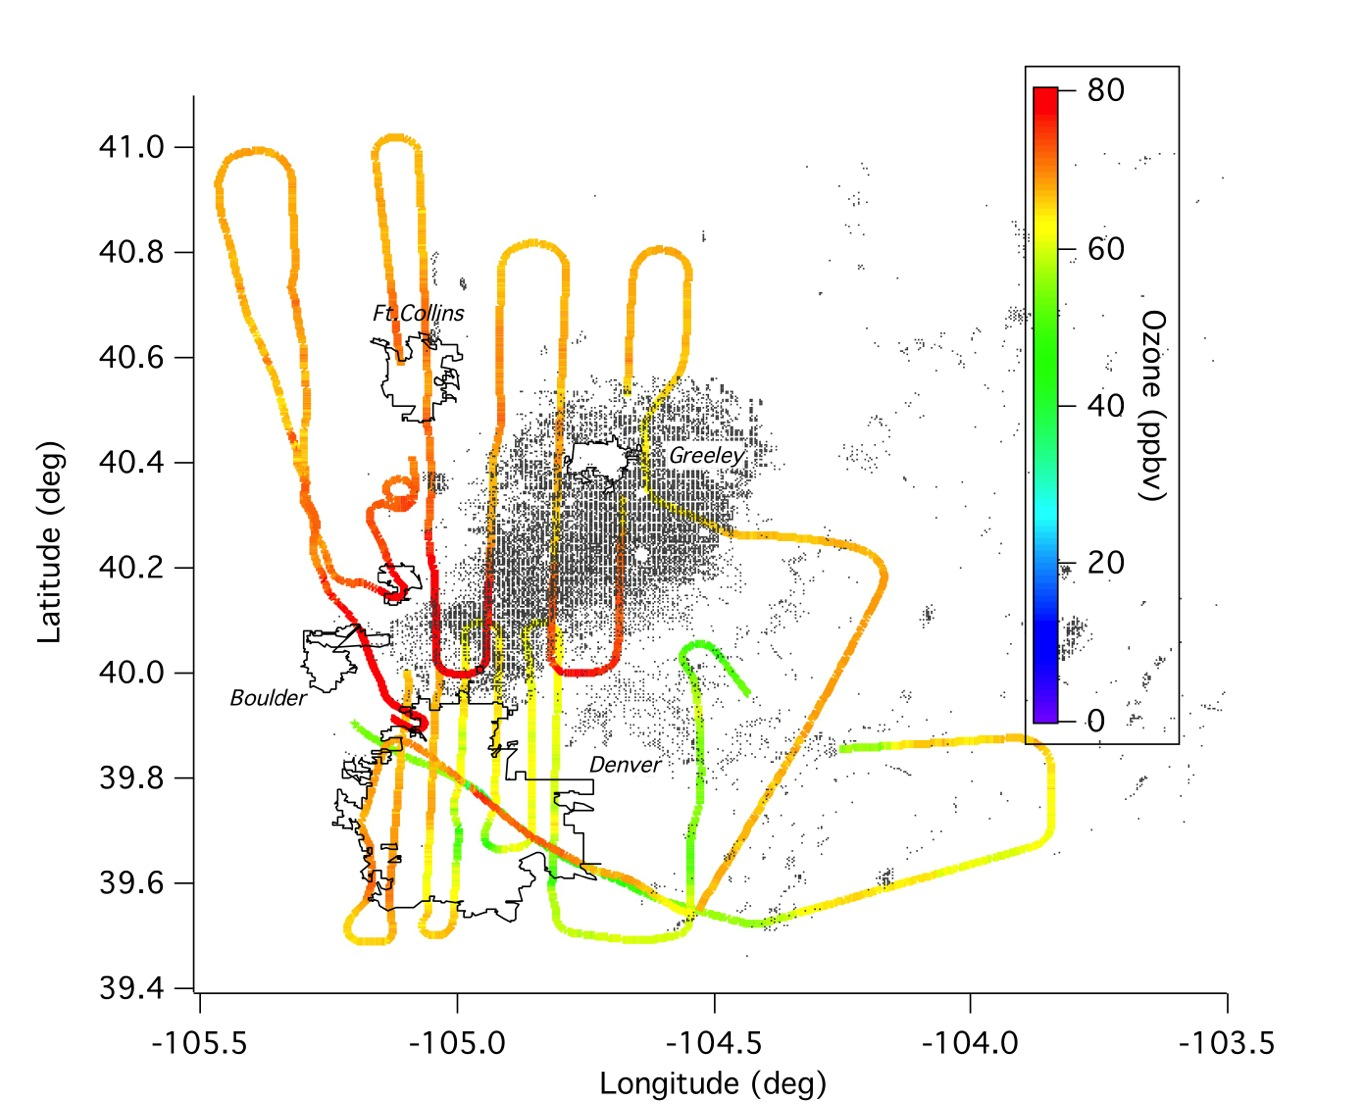 41.0
40.8
40.6
40.4
40.2
40.0
39.8
39.6
39.4
Latitude (deg)
-105.5
-105.0
-104.5
-104.0
-103.5
Longitude (deg)
Ft.Collins
Greeley
Boulder
Denver
80
60
40
20
0
Ozone (ppbv)